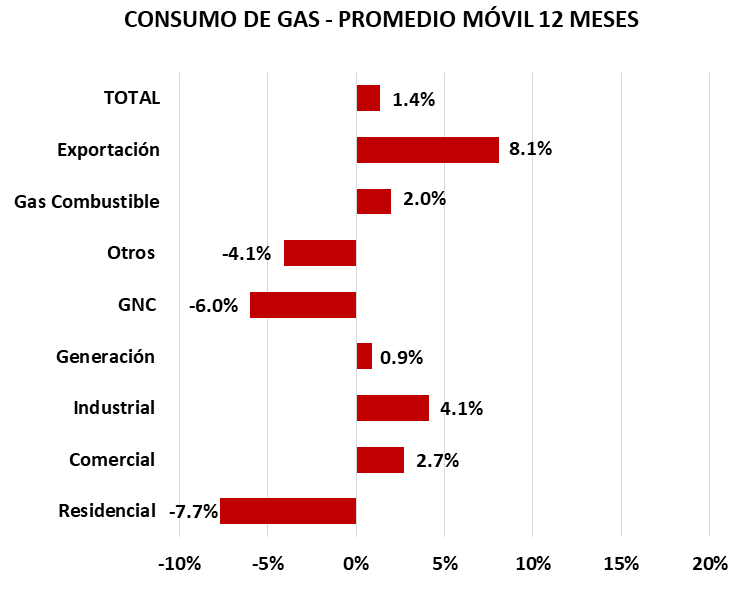 CONSUMO DE GAS - PROMEDIO MÓVIL 12 MESES
TOTAL 1.4%
Exportación 8.1%
Gas Combustible 2.0%
Otros -4.1%
GNC -6.0%
Generación 0.9%
Industrial 4.1%
Comercial 2.7%
Residencial -7.7%
-10% -5% 0% 5% 10% 15% 20%